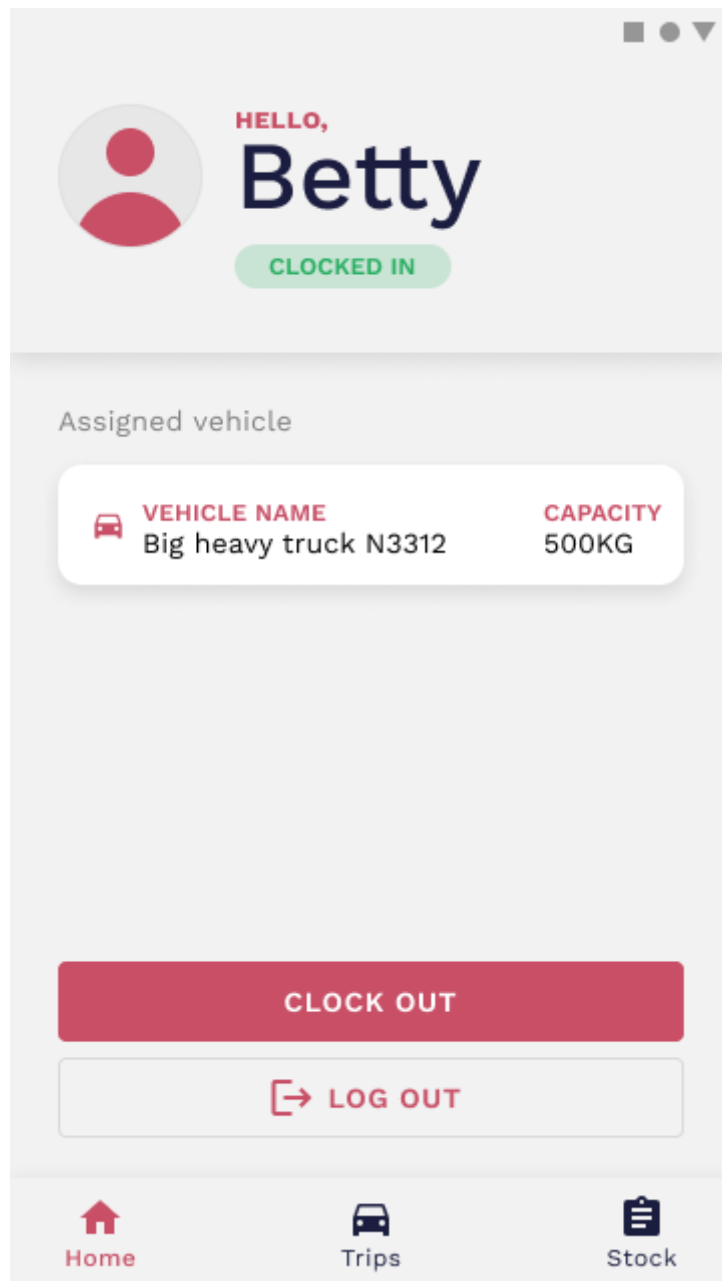 HELLO,
Betty
CLOCKED IN
Assigned vehicle
VEHICLE NAME
Big heavy truck N3312
CAPACITY
500KG
CLOCK OUT
LOG OUT
Home
Trips
Stock